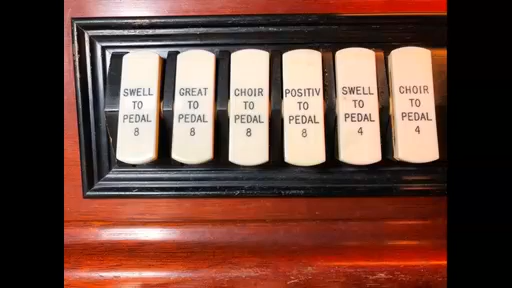 SWELL
TO
PEDAL
8
GREAT
TO
PEDAL
8
CHOIR
TO
PEDAL
8
POSITIV
TO
PEDAL
8
SWELL
TO
PEDAL
4
CHOIR
TO
PEDAL
4